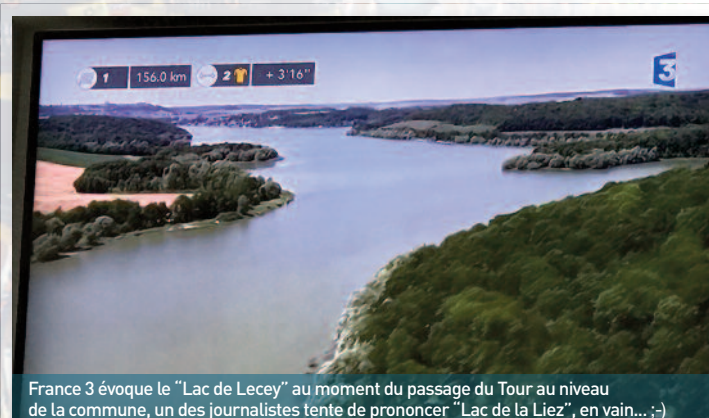 1 156.0 km 2 + 3'16"
3
France 3 évoque le “Lac de Lecey” au moment du passage du Tour au niveau
de la commune, un des journalistes tente de prononcer “Lac de la Liez”, en vain... ;-)